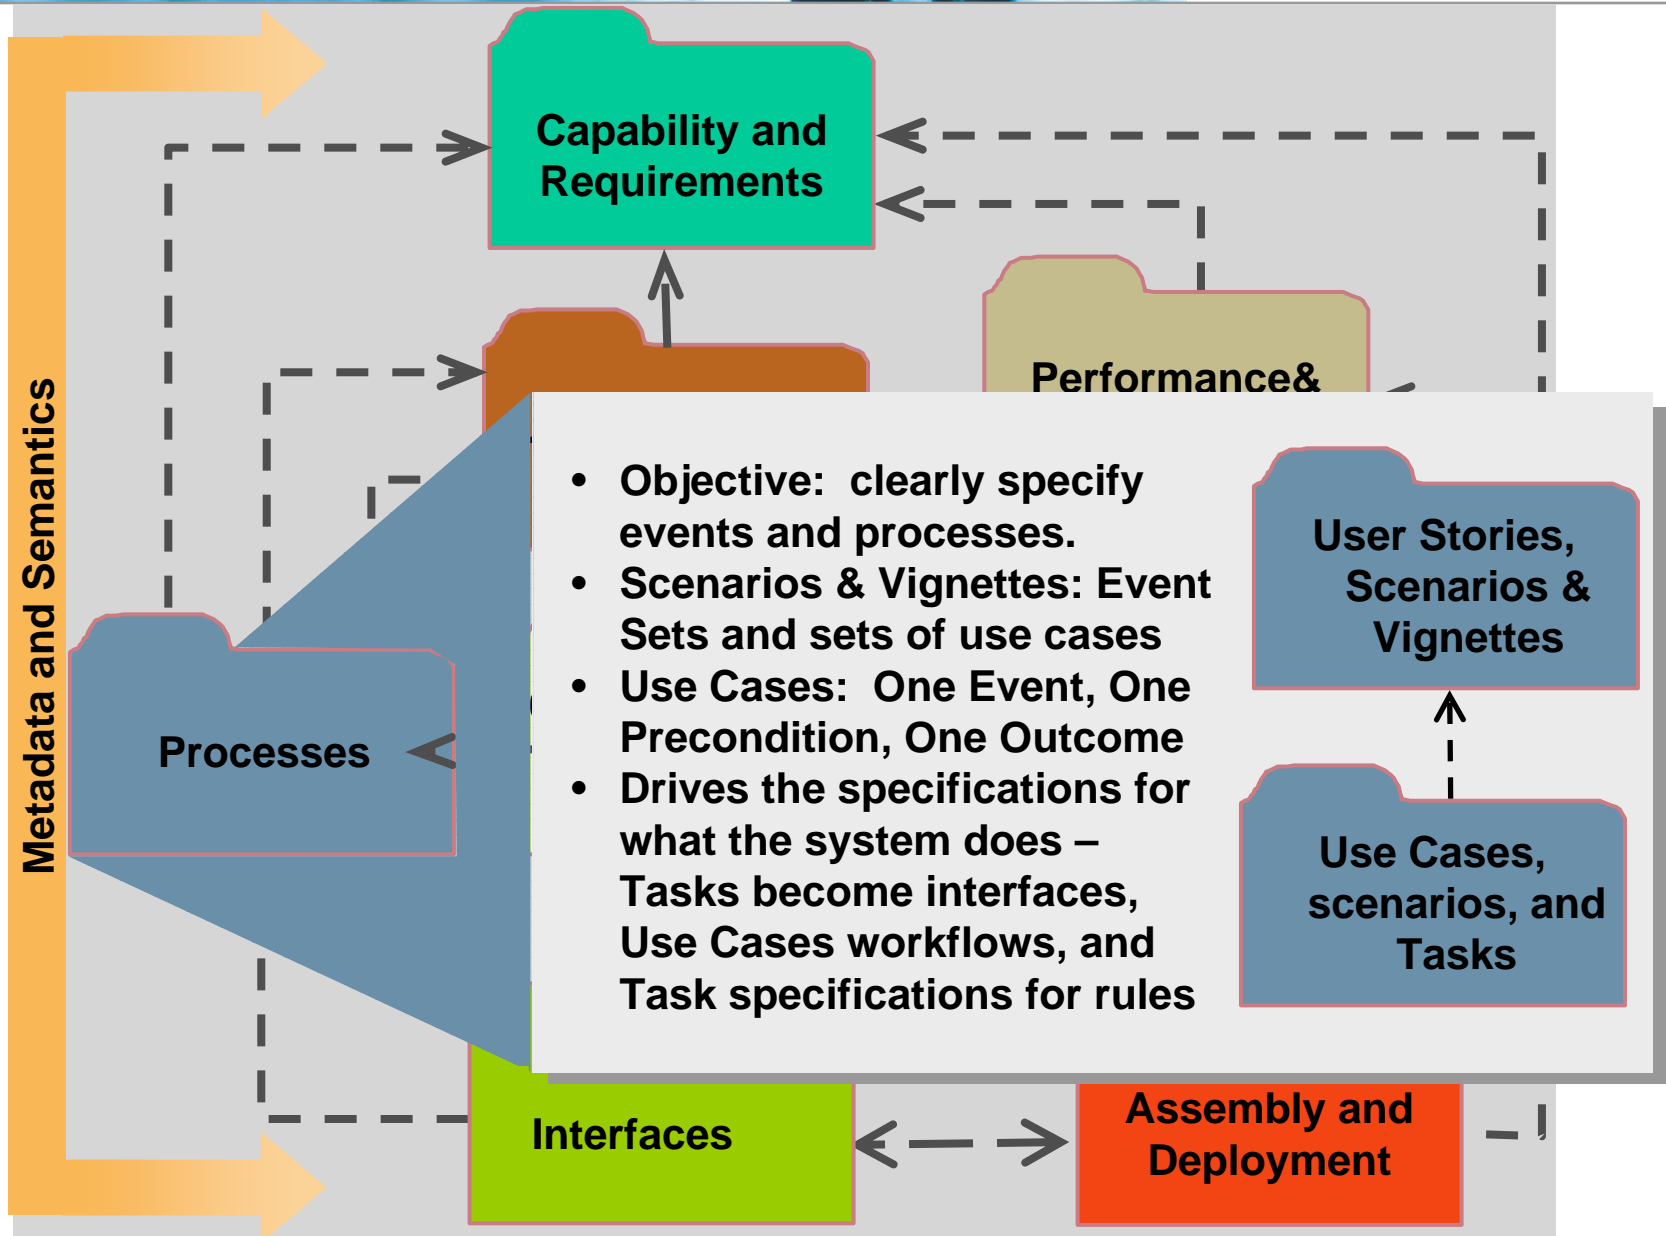 Capability and
Requirements
Performance&
Metadata and Semantics
Processes
• Objective:  clearly specify
events and processes.
• Scenarios & Vignettes: Event
Sets and sets of use cases
• Use Cases:  One Event, One
Precondition, One Outcome
• Drives the specifications for
what the system does –
Tasks become interfaces,
Use Cases workflows, and
Task specifications for rules
User Stories,
Scenarios &
Vignettes
Use Cases,
scenarios, and
Tasks
Interfaces
Assembly and
Deployment